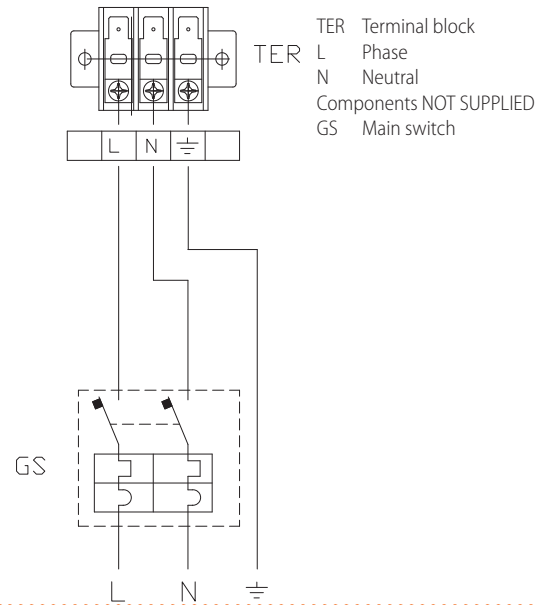 TER
TER Terminal block
L Phase
N Neutral
Components NOT SUPPLIED
GS Main switch
L N
GS
L N